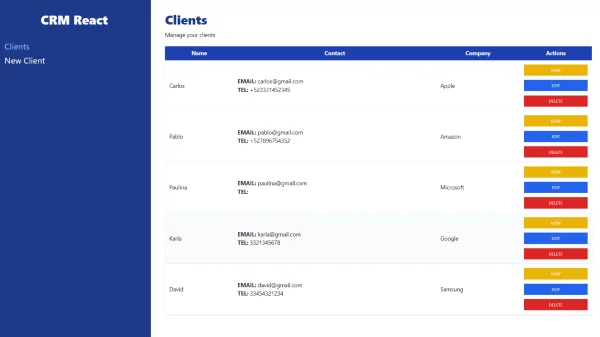 CRM React
Clients
New Client
Clients
Manage your clients
Name Contact Company Actions
Carlos
EMAIL: carlos@gmail.com
TEL: +523331452345
Apple
VIEW
EDIT
DELETE
Pablo
EMAIL: pablo@gmail.com
TEL: +527896754352
Amazon
VIEW
EDIT
DELETE
Paulina
EMAIL: paulina@gmail.com
TEL:
Microsoft
VIEW
EDIT
DELETE
Karla
EMAIL: karla@gmail.com
TEL: 3321345678
Google
VIEW
EDIT
DELETE
David
EMAIL: david@gmail.com
TEL: 33454321234
Samsung
VIEW
EDIT
DELETE